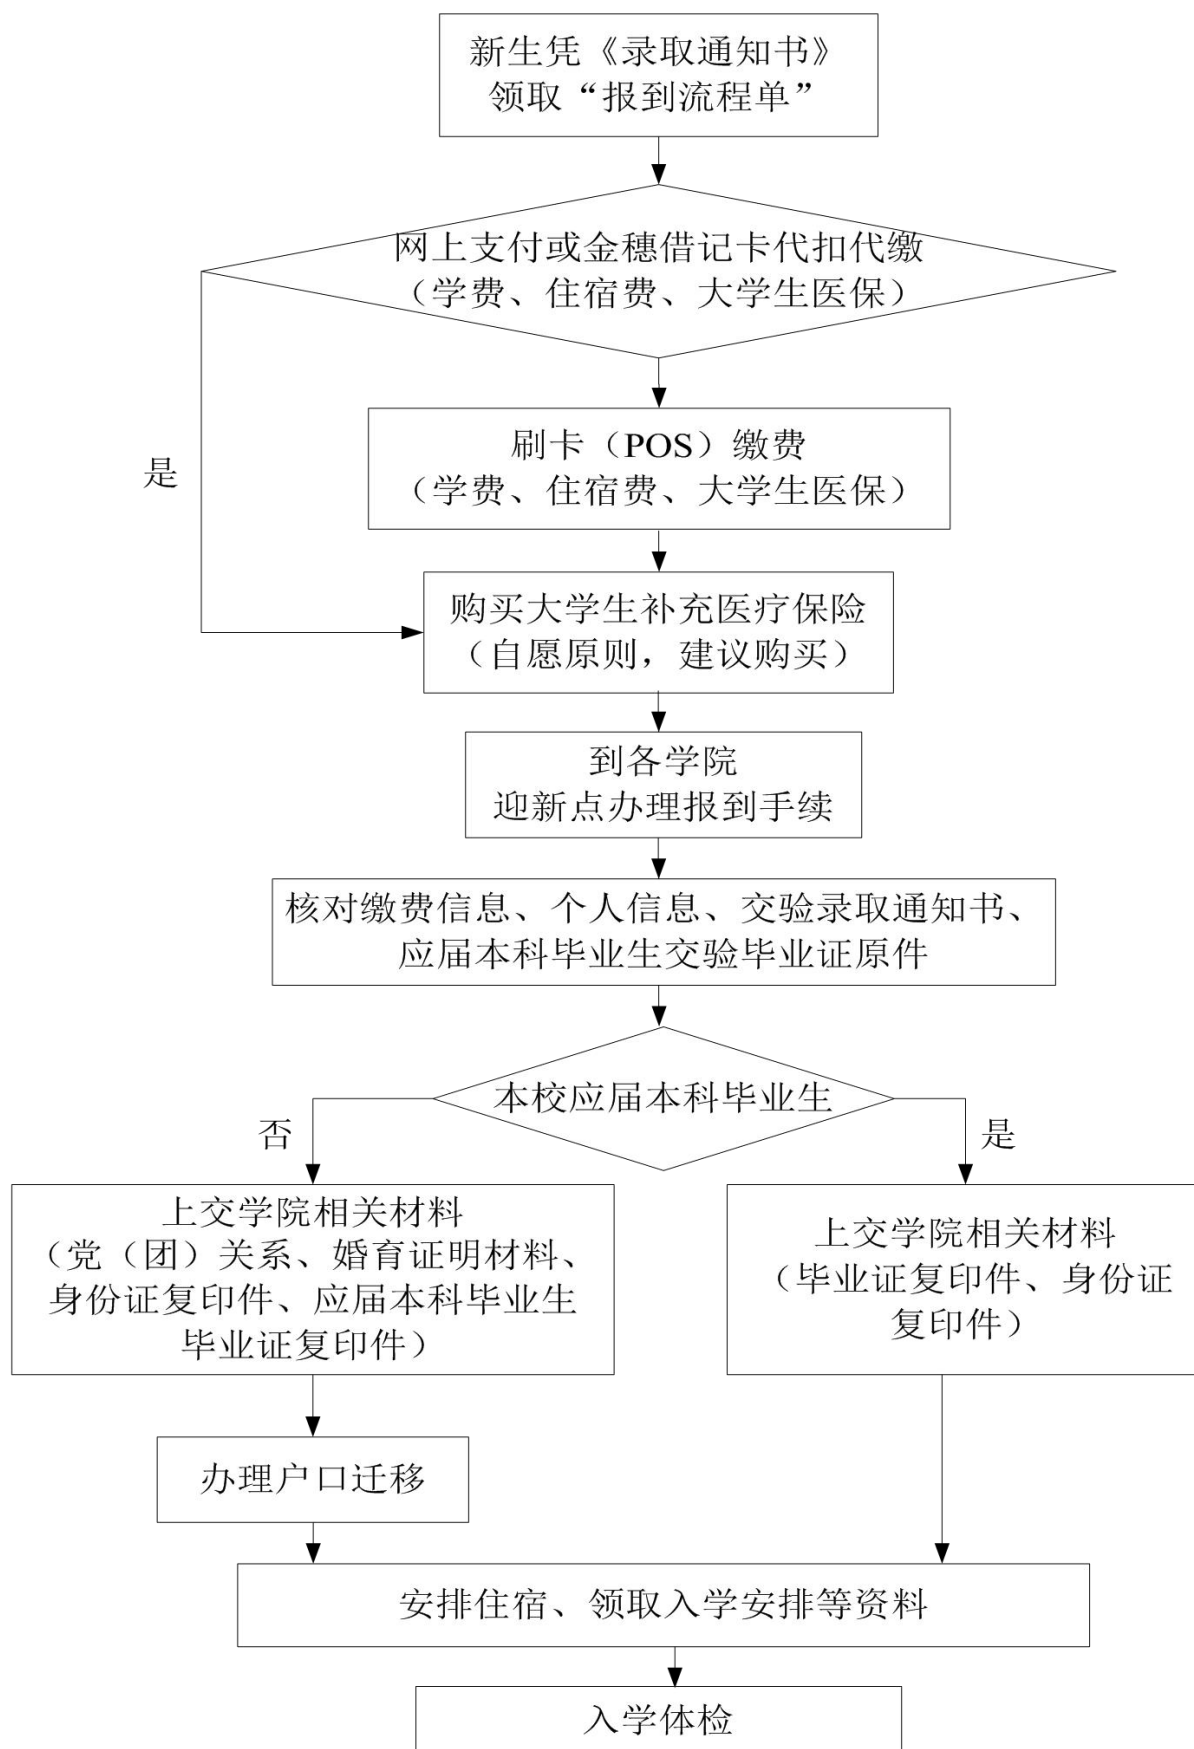 新生凭《录取通知书》
领取“报到流程单”
网上支付或金穗借记卡代扣代缴
（学费、住宿费、大学生医保）
是
刷卡（POS）缴费
（学费、住宿费、大学生医保）
购买大学生补充医疗保险
（自愿原则，建议购买）
到各学院
迎新点办理报到手续
核对缴费信息、个人信息、交验录取通知书、
应届本科毕业生交验毕业证原件
本校应届本科毕业生
否
是
上交学院相关材料
（党（团）关系、婚育证明材料、
身份证复印件、应届本科毕业生
毕业证复印件）
上交学院相关材料
（毕业证复印件、身份证
复印件）
办理户口迁移
安排住宿、领取入学安排等资料
入学体检